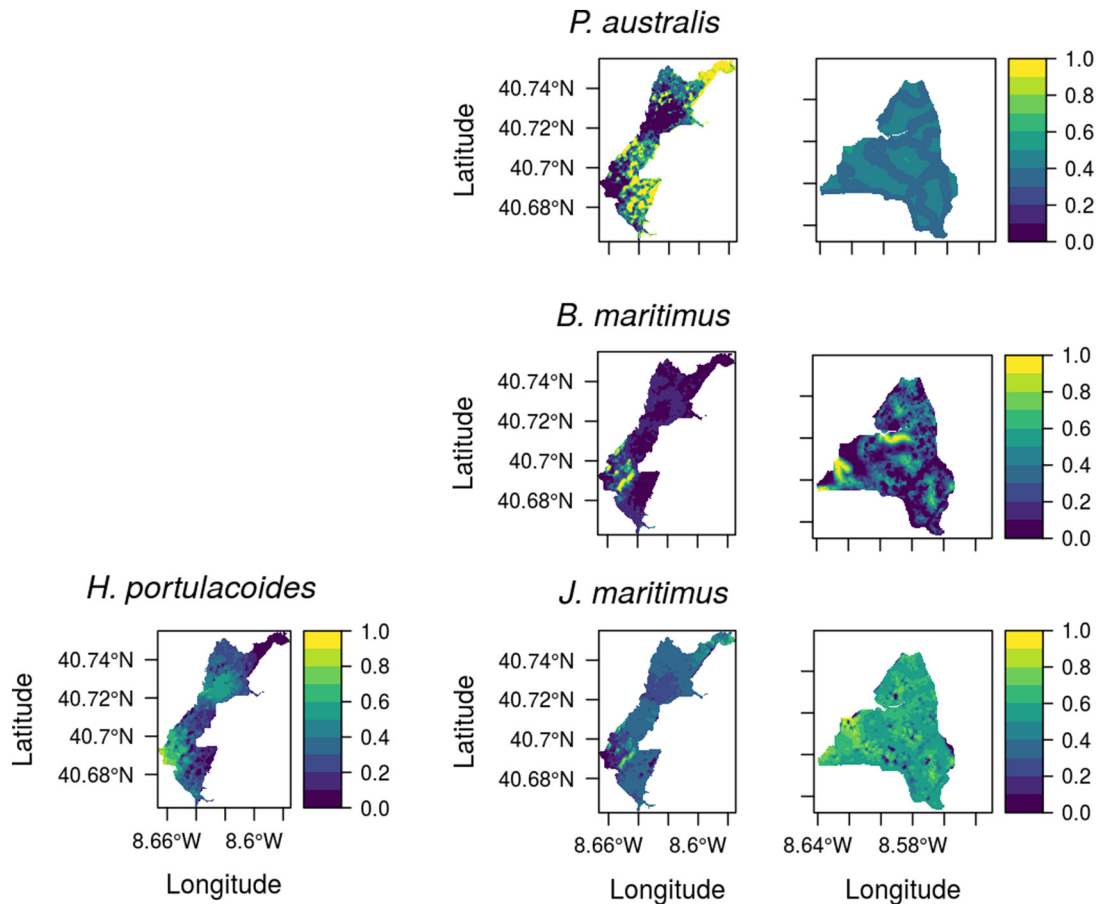 P. australis
Latitude
40.74°N
40.72°N
40.7°N
40.68°N
1.0
0.8
0.6
0.4
0.2
0.0
B. maritimus
Latitude
40.74°N
40.72°N
40.7°N
40.68°N
1.0
0.8
0.6
0.4
0.2
0.0
H. portulacoides
Latitude
40.74°N
40.72°N
40.7°N
40.68°N
8.66°W 8.6°W
Longitude
1.0
0.8
0.6
0.4
0.2
0.0
J. maritimus
Latitude
40.74°N
40.72°N
40.7°N
40.68°N
8.66°W 8.6°W
Longitude
8.64°W 8.58°W
Longitude
1.0
0.8
0.6
0.4
0.2
0.0